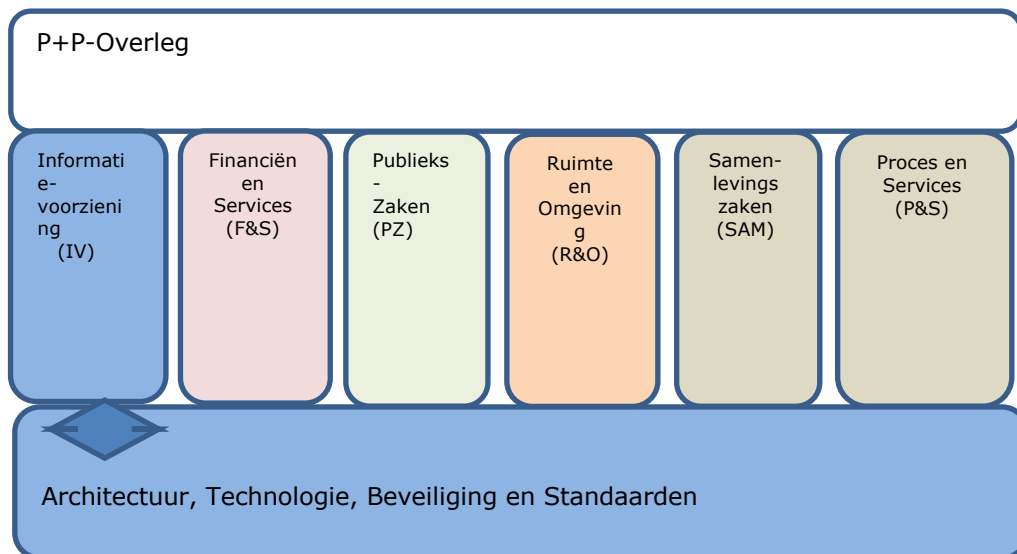 P+P-Overleg
Informati
e-
voorzieni
ng
(IV)
Financiën
en
Services
(F&S)
Publieks
-
Zaken
(PZ)
Ruimte
en
Omgevin
g
(R&O)
Samen-
levings
zaken
(SAM)
Proces en
Services
(P&S)
Architectuur, Technologie, Beveiliging en Standaarden